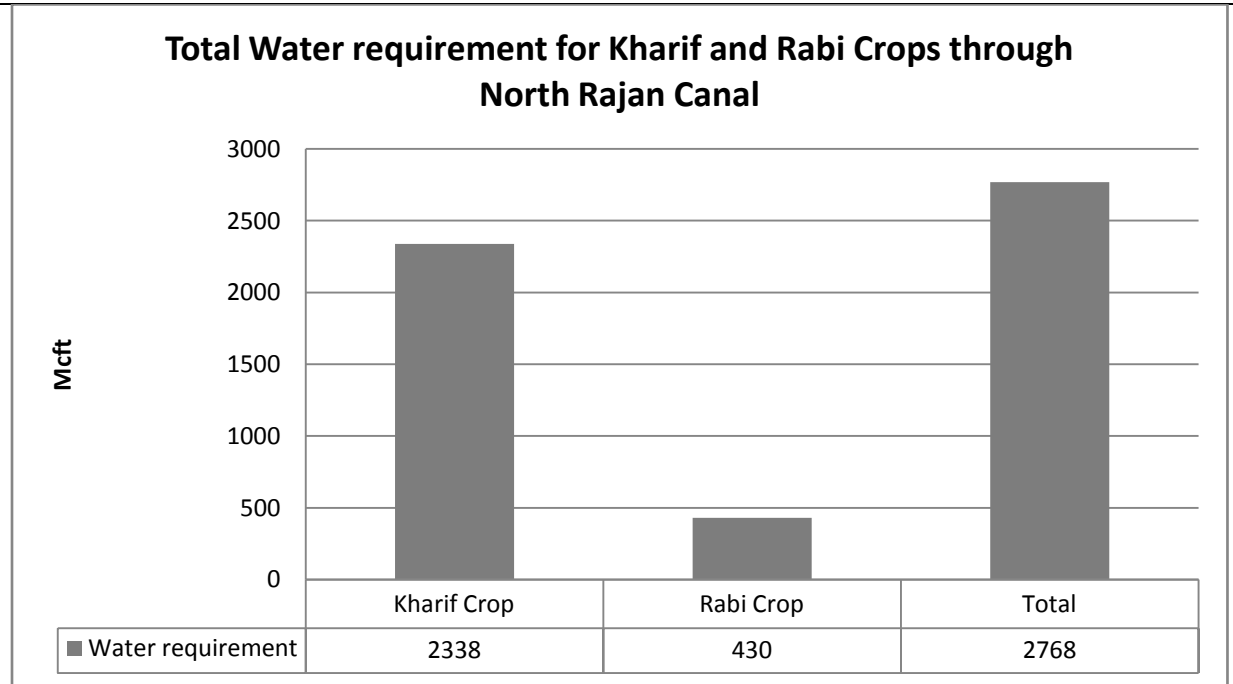 Total Water requirement for Kharif and Rabi Crops through
North Rajan Canal
3000
2500
2000
1500
1000
500
0
Mcft
Kharif Crop Rabi Crop Total
Water requirement 2338 430 2768